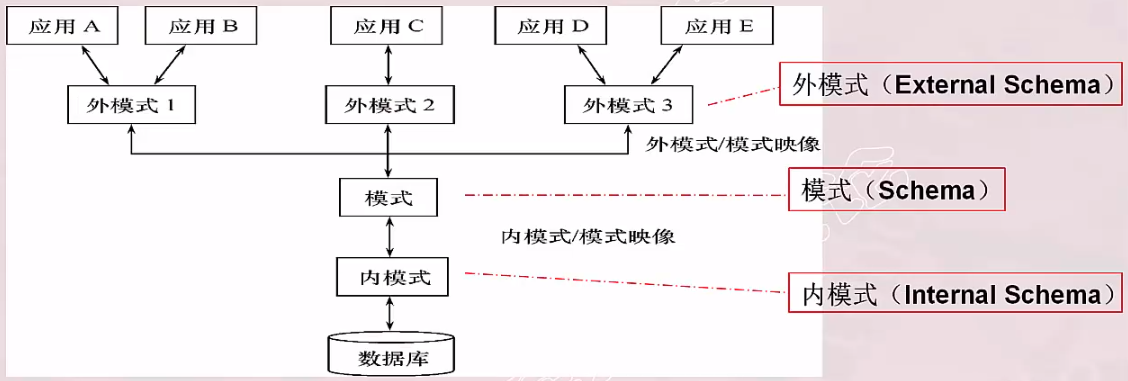 应用 A
应用 B
应用 C
应用 D
应用 E
外模式 1
外模式 2
外模式 3
外模式（External Schema）
外模式/模式映像
模式
模式（Schema）
内模式/模式映像
内模式
内模式（Internal Schema）
数据库